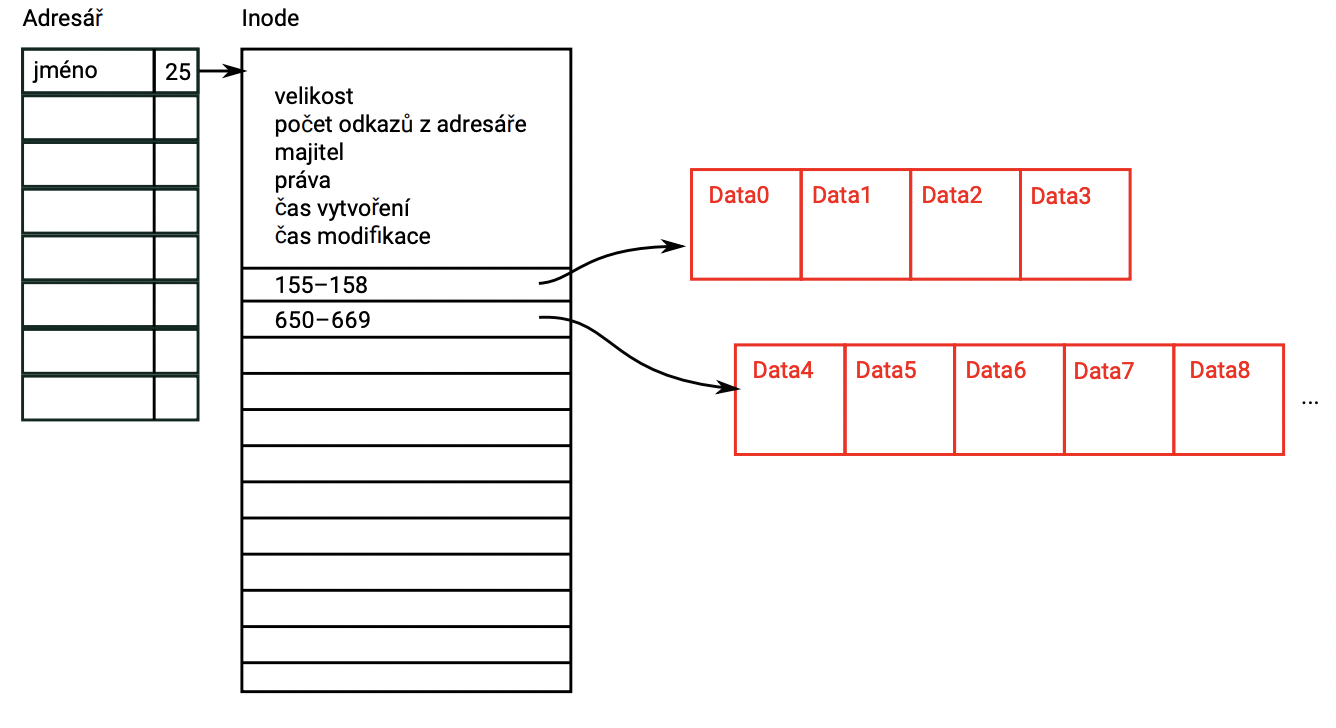 Adresář
Inode
jméno 25
velikost
počet odkazů z adresáře
majitel
práva
čas vytvoření
čas modifikace
155–158
650–669
Data0 Data1 Data2 Data3
Data4 Data5 Data6 Data7 Data8 ...